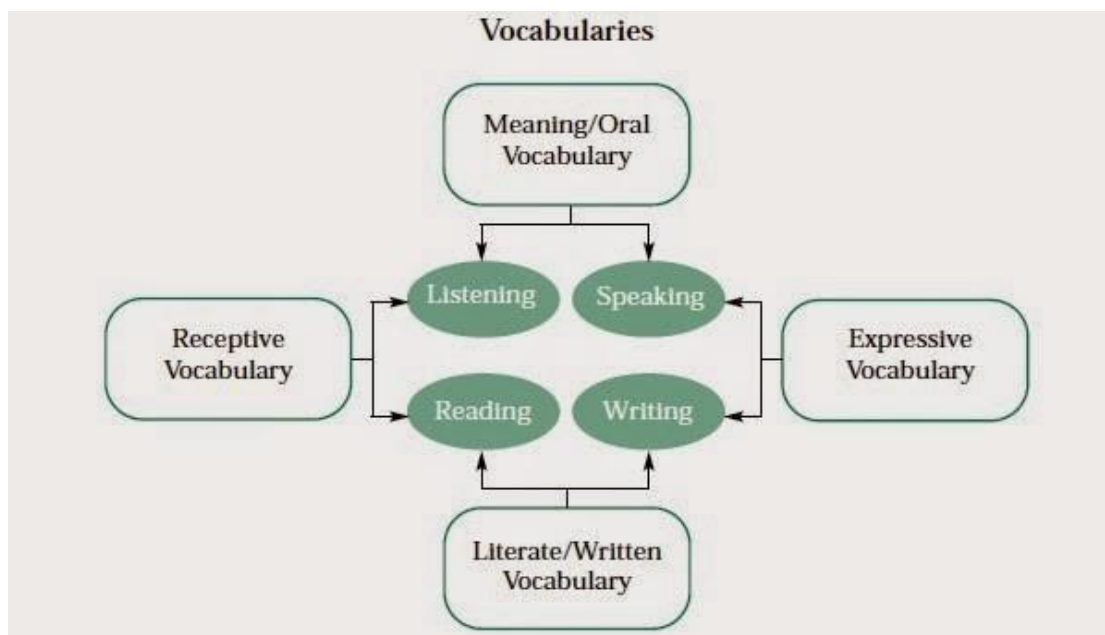 Vocabularies
Meaning/Oral
Vocabulary
Listening
Speaking
Receptive
Vocabulary
Expressive
Vocabulary
Reading
Writing
Literate/Written
Vocabulary